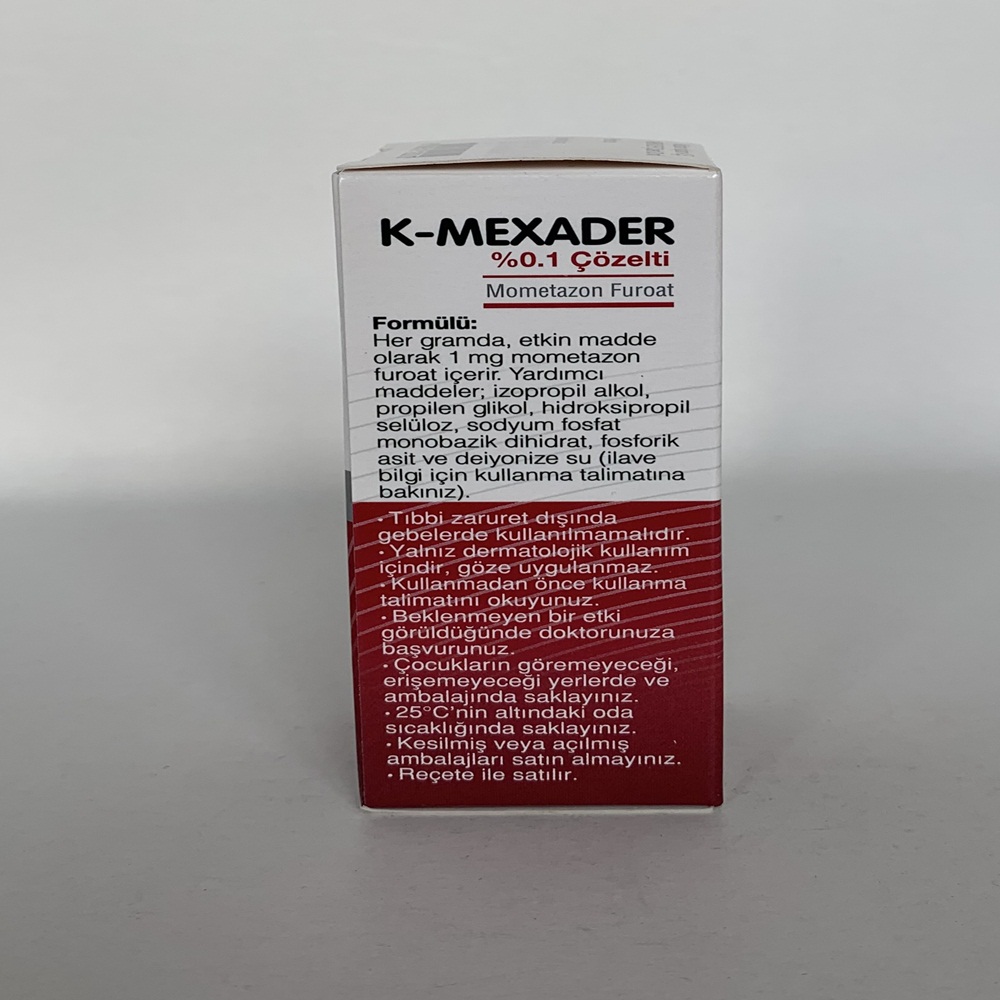 K-MEXADER
%0.1 Çözelti
Mometazon Furoat
Formülü:
Her gramda, etkin madde
olarak 1 mg mometazon
furoat içerir. Yardımcı
maddeler; izopropil alkol,
propilen glikol, hidroksipropil
selüloz, sodyum fosfat
monobazik dihidrat, fosforik
asit ve deiyonize su (ilave
bilgi için kullanma talimatına
bakınız).
• Tıbbi zaruret dışında
gebelerde kullanılmamalıdır.
• Yalnız dermatolojik kullanım
içindir, göze uygulanmaz.
• Kullanmadan önce kullanma
talimatını okuyunuz.
• Beklenmeyen bir etki
görüldüğünde doktorunuza
başvurunuz.
• Çocukların göremeyeceği,
erişemeyeceği yerlerde ve
ambalajında saklayınız.
• 25°C'nin altındaki oda
sıcaklığında saklayınız.
• Kesilmiş veya açılmış
ambalajları satın almayınız.
• Reçete ile satılır.